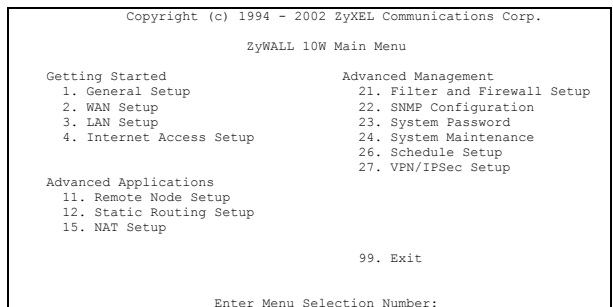 Copyright (c) 1994 - 2002 ZyXEL Communications Corp.
ZyWALL 10W Main Menu
Getting Started
1. General Setup
2. WAN Setup
3. LAN Setup
4. Internet Access Setup
Advanced Applications
11. Remote Node Setup
12. Static Routing Setup
15. NAT Setup
Advanced Management
21. Filter and Firewall Setup
22. SNMP Configuration
23. System Password
24. System Maintenance
26. Schedule Setup
27. VPN/IPSec Setup
99. Exit
Enter Menu Selection Number: